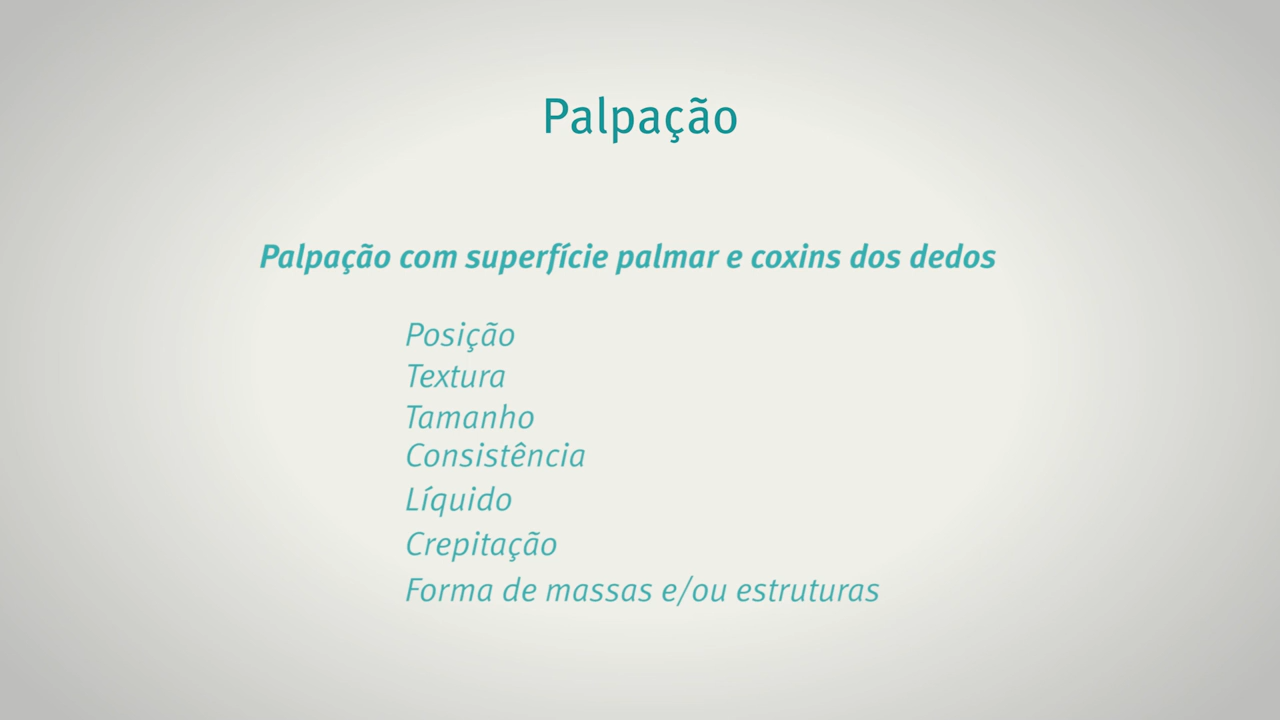 Palpação
Palpação com superfície palmar e coxins dos dedos
Posição
Textura
Tamanho
Consistência
Líquido
Crepitação
Forma de massas e/ou estruturas